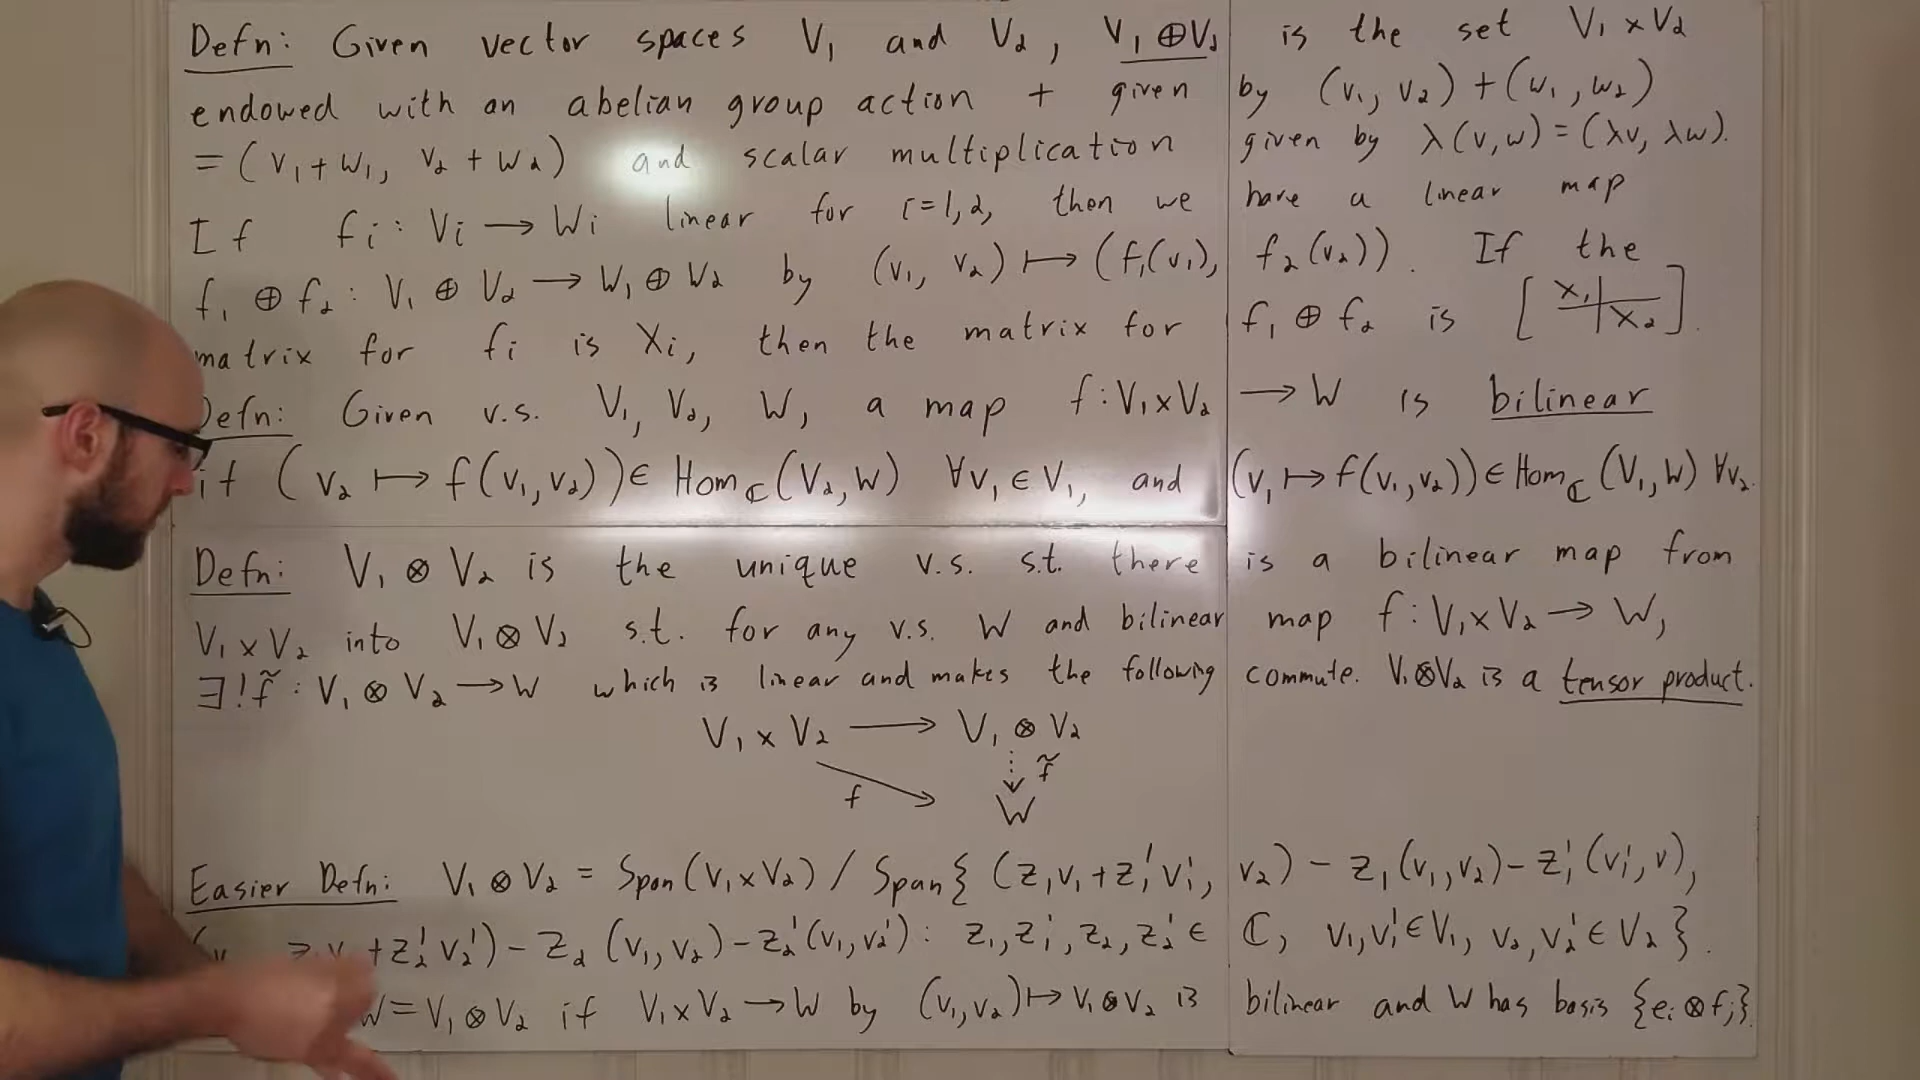 Defn: Given vector spaces V₁ and V₂, V₁ ⊕ V₂ is the set V₁ × V₂
endowed with an abelian group action + given by (v₁, v₂) + (w₁, w₂)
= (v₁ + w₁, v₂ + w₂) and scalar multiplication given by λ(v,w) = (λv, λw).
If fᵢ : Vᵢ → Wᵢ linear for i=1,2, then we have a linear map
f₁ ⊕ f₂ : V₁ ⊕ V₂ → W₁ ⊕ W₂ by (v₁, v₂) ↦ (f₁(v₁), f₂(v₂)). If the
matrix for fᵢ is Xᵢ, then the matrix for f₁ ⊕ f₂ is [X₁ | X₂].
Defn: Given v.s. V₁, V₂, W, a map f : V₁ × V₂ → W is bilinear
if (v₂ ↦ f(v₁, v₂)) ∈ Hom_ℂ(V₂, W) ∀v₁ ∈ V₁, and (v₁ ↦ f(v₁, v₂)) ∈ Hom_ℂ(V₁, W) ∀v₂.
Defn: V₁ ⊗ V₂ is the unique v.s. s.t. there is a bilinear map from
V₁ × V₂ into V₁ ⊗ V₂ s.t. for any v.s. W and bilinear map f : V₁ × V₂ → W,
∃! f̃ : V₁ ⊗ V₂ → W which is linear and makes the following commute. V₁ ⊗ V₂ is a tensor product.
V₁ × V₂ → V₁ ⊗ V₂
f f̃
W
Easier Defn: V₁ ⊗ V₂ = Span(V₁ × V₂) / Span{ (z₁v₁ + z₁'v₁', v₂) − z₁(v₁, v₂) − z₁'(v₁', v),
+ z₂'v₂') − z₂(v₁, v₂) − z₂'(v₁, v₂') : z₁, z₁', z₂, z₂' ∈ ℂ, v₁, v₁' ∈ V₁, v₂, v₂' ∈ V₂ }.
W = V₁ ⊗ V₂ if V₁ × V₂ → W by (v₁, v₂) ↦ v₁ ⊗ v₂ is bilinear and W has basis {eᵢ ⊗ fⱼ}.